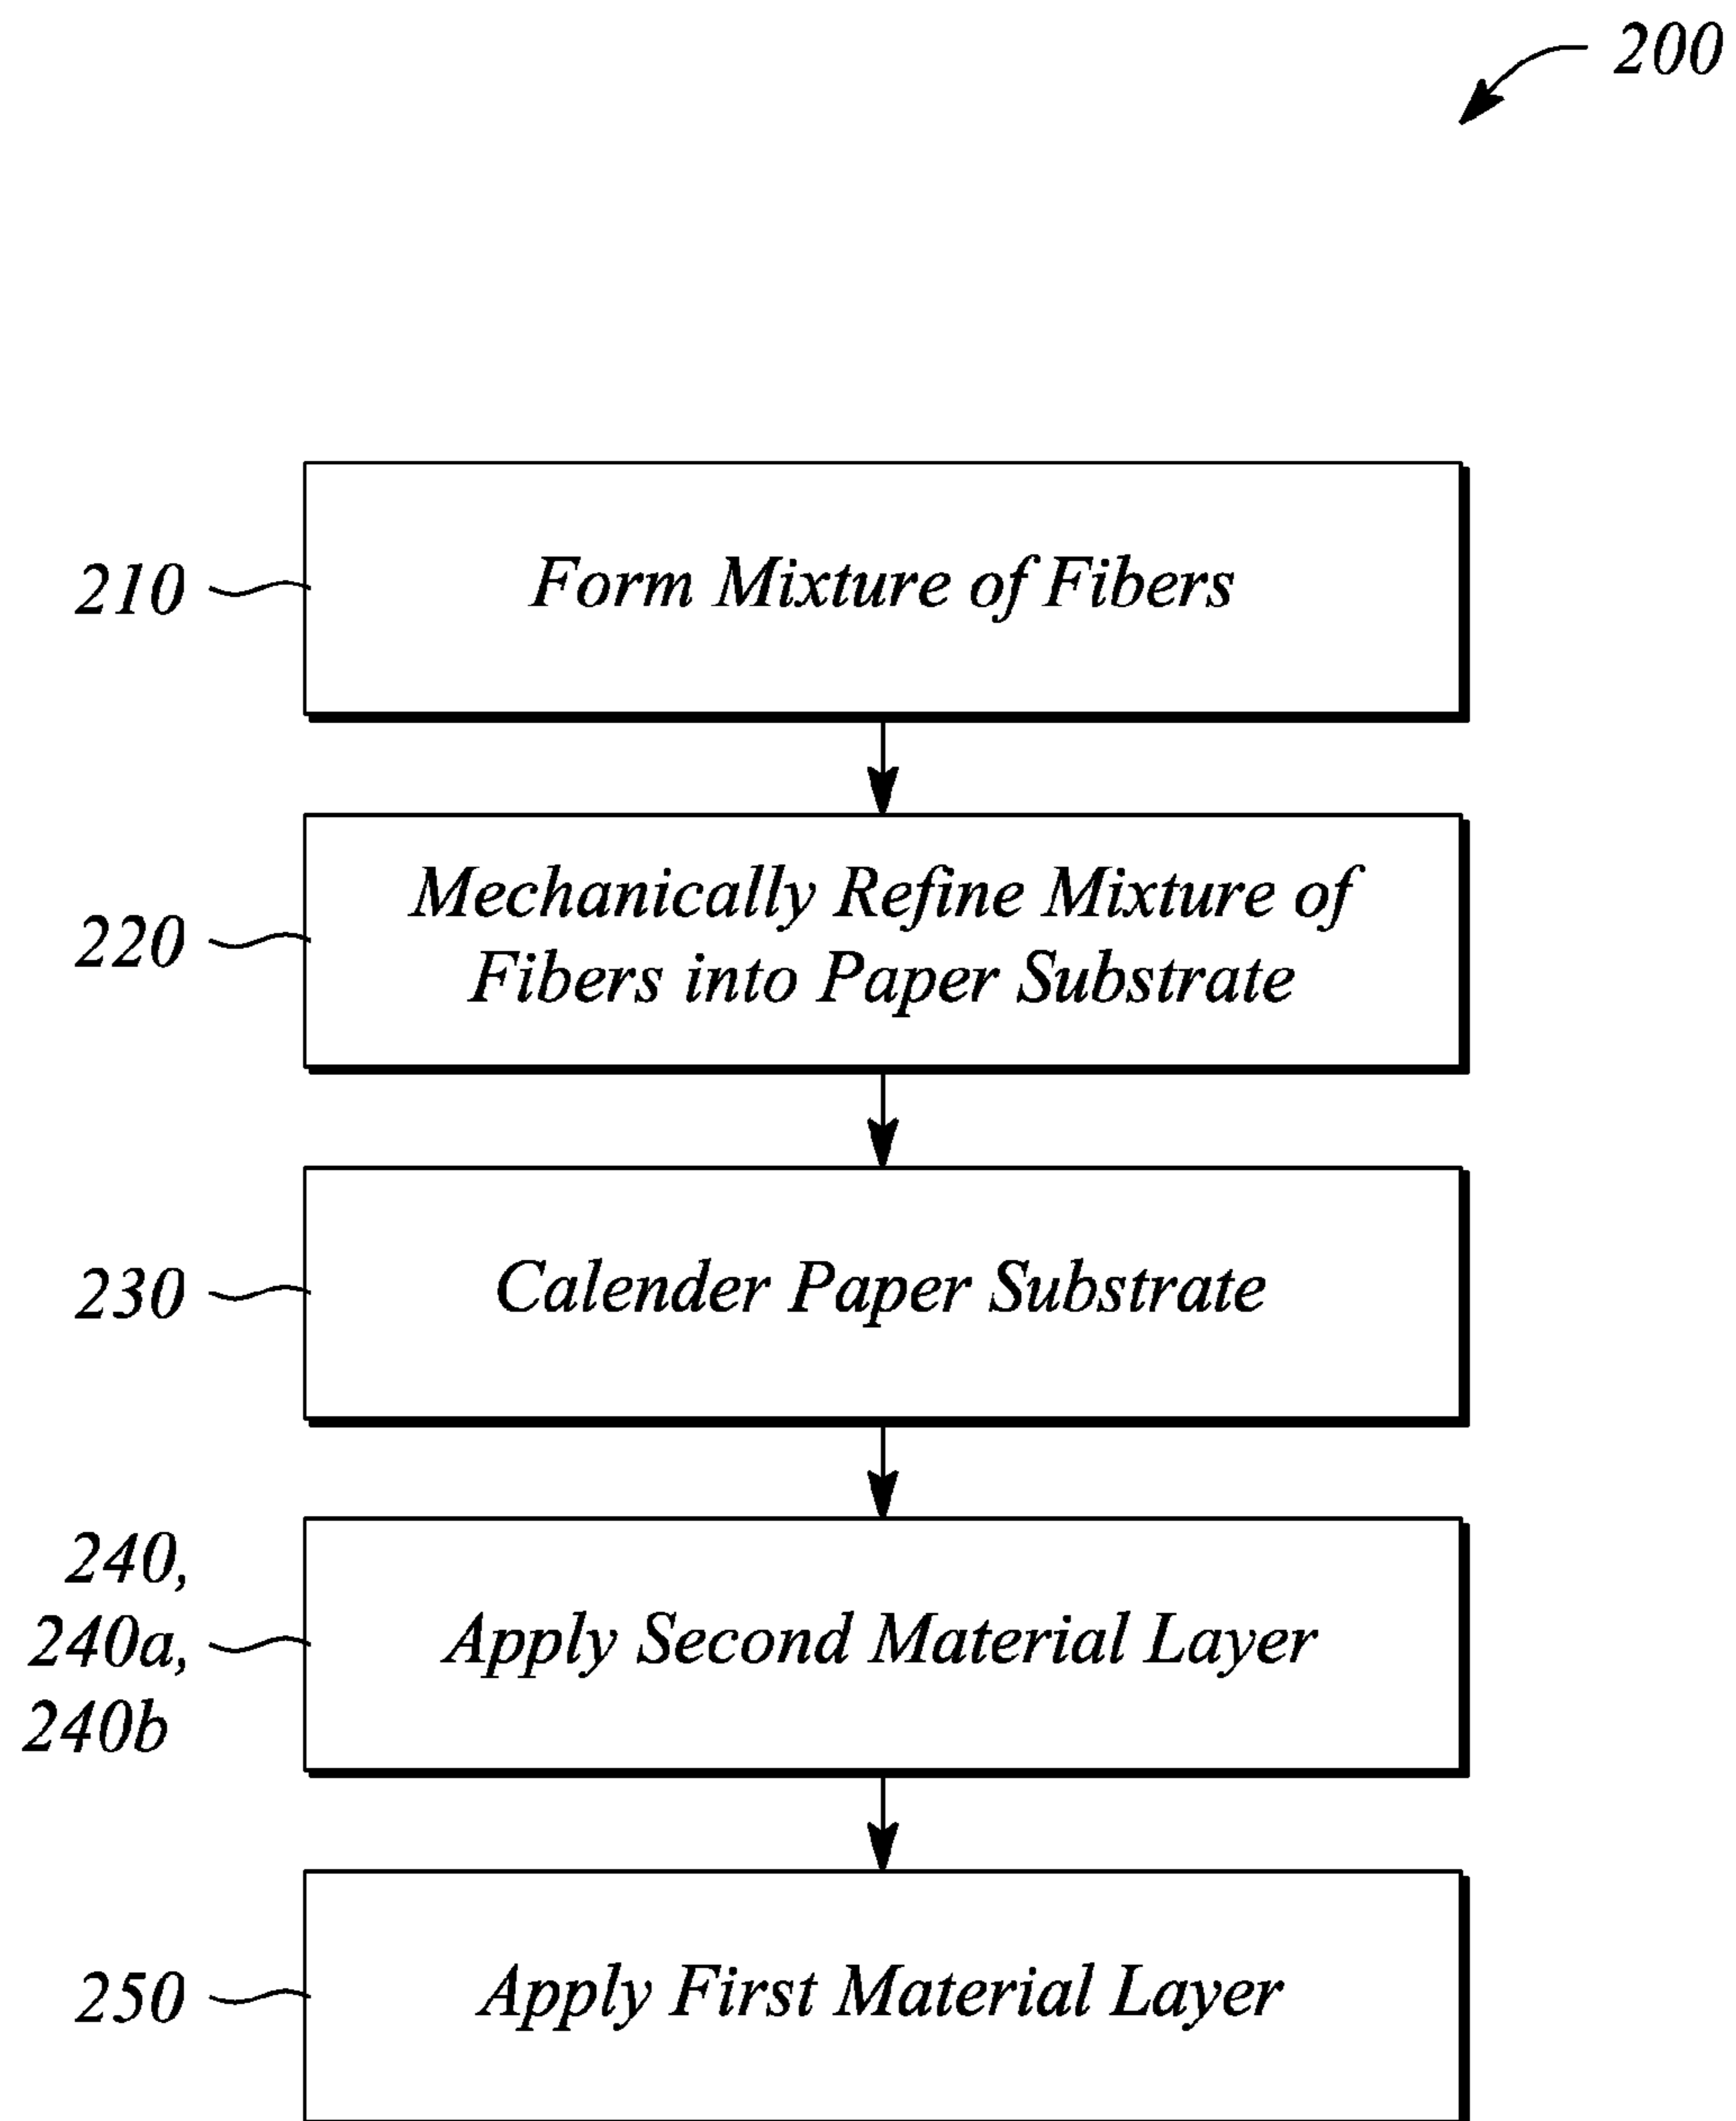 200
210
Form Mixture of Fibers
220
Mechanically Refine Mixture of
Fibers into Paper Substrate
230
Calender Paper Substrate
240,
240a,
240b
Apply Second Material Layer
250
Apply First Material Layer